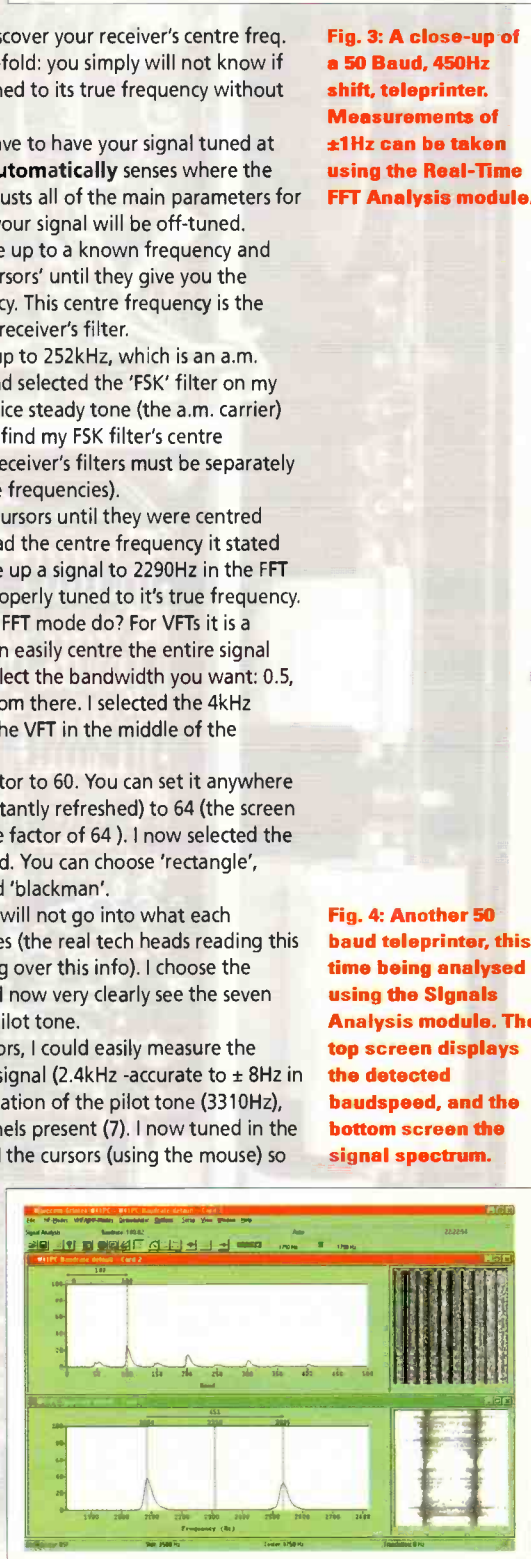 scover your receiver's centre freq.
-fold: you simply will not know if
ned to its true frequency without
ave to have your signal tuned at
utomatically senses where the
usts all of the main parameters for
your signal will be off-tuned.
e up to a known frequency and
rsors' until they give you the
cy. This centre frequency is the
receiver's filter.
up to 252kHz, which is an a.m.
nd selected the 'FSK' filter on my
ice steady tone (the a.m. carrier)
find my FSK filter's centre
eceiver's filters must be separately
e frequencies).
ursors until they were centred
ad the centre frequency it stated
e up a signal to 2290Hz in the FFT
operly tuned to it's true frequency.
FFT mode do? For VFTs it is a
n easily centre the entire signal
lect the bandwidth you want: 0.5,
om there. I selected the 4kHz
he VFT in the middle of the
tor to 60. You can set it anywhere
tantly refreshed) to 64 (the screen
e factor of 64 ). I now selected the
d. You can choose 'rectangle',
d 'blackman'.
will not go into what each
es (the real tech heads reading this
g over this info). I choose the
I now very clearly see the seven
pilot tone.
ors, I could easily measure the
signal (2.4kHz -accurate to ± 8Hz in
ation of the pilot tone (3310Hz),
nels present (7). I now tuned in the
d the cursors (using the mouse) so
Fig. 3: A close-up of
a 50 Baud, 450Hz
shift, teleprinter.
Measurements of
±1Hz can be taken
using the Real-Time
FFT Analysis module.
Fig. 4: Another 50
baud teleprinter, this
time being analysed
using the SIgnals
Analysis module. The
top screen displays
the detected
baudspeed, and the
bottom screen the
signal spectrum.
Signal Analysis
Frequency (Hz)